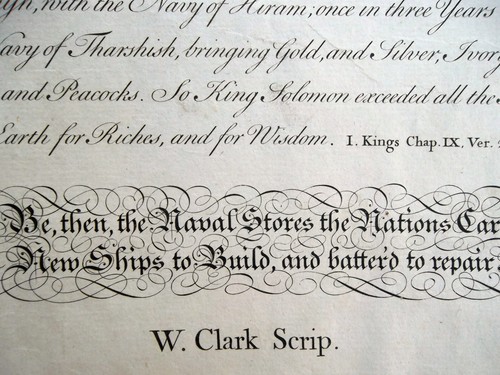 with the Navy of Hiram; once in three Years
of Tharshish, bringing Gold, and Silver, Ivory
and Peacocks. So King Solomon exceeded all the
Earth for Riches, and for Wisdom. I. Kings Chap. IX, Ver.
Be, then, the Naval Stores the Nations
New Ships to Build, and batter'd to repair,
W. Clark Scrip.